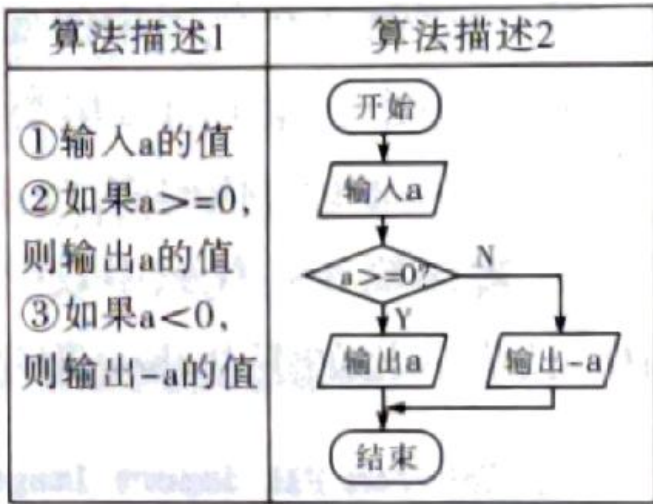 算法描述1
算法描述2
①输入a的值
②如果a>=0,
则输出a的值
③如果a<0,
则输出-a的值
开始
输入a
a>=0?
N
Y
输出a
输出-a
结束